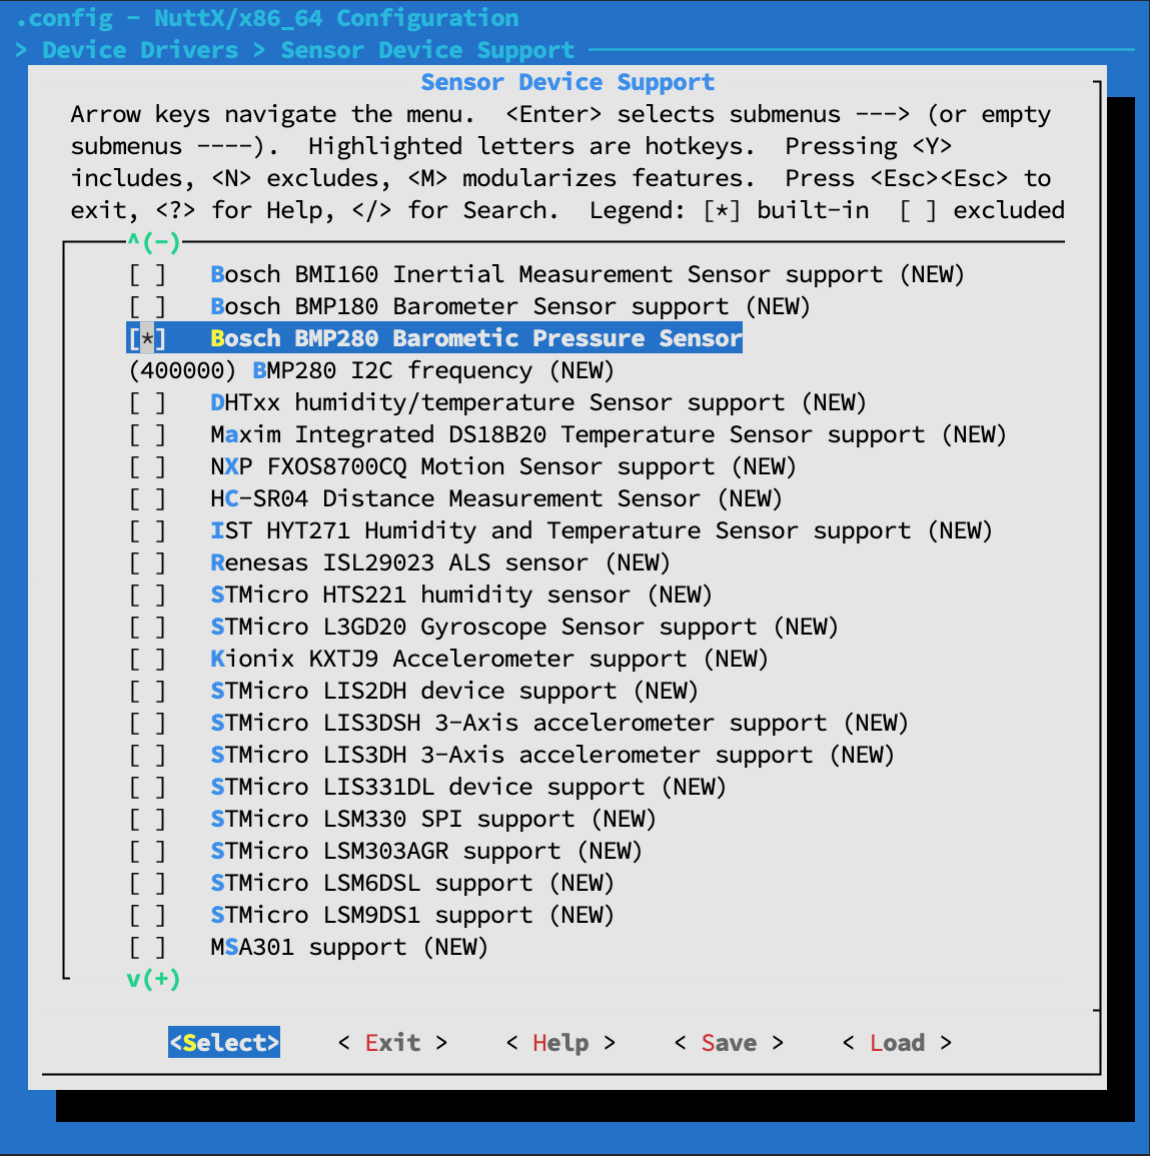 .config - NuttX/x86_64 Configuration
> Device Drivers > Sensor Device Support
Sensor Device Support
Arrow keys navigate the menu.  <Enter> selects submenus ---> (or empty
submenus ----).  Highlighted letters are hotkeys.  Pressing <Y>
includes, <N> excludes, <M> modularizes features.  Press <Esc><Esc> to
exit, <?> for Help, </> for Search.  Legend: [*] built-in  [ ] excluded
^(-)
[ ]   Bosch BMI160 Inertial Measurement Sensor support (NEW)
[ ]   Bosch BMP180 Barometer Sensor support (NEW)
[*]   Bosch BMP280 Barometic Pressure Sensor
(400000) BMP280 I2C frequency (NEW)
[ ]   DHTxx humidity/temperature Sensor support (NEW)
[ ]   Maxim Integrated DS18B20 Temperature Sensor support (NEW)
[ ]   NXP FXOS8700CQ Motion Sensor support (NEW)
[ ]   HC-SR04 Distance Measurement Sensor (NEW)
[ ]   IST HYT271 Humidity and Temperature Sensor support (NEW)
[ ]   Renesas ISL29023 ALS sensor (NEW)
[ ]   STMicro HTS221 humidity sensor (NEW)
[ ]   STMicro L3GD20 Gyroscope Sensor support (NEW)
[ ]   Kionix KXTJ9 Accelerometer support (NEW)
[ ]   STMicro LIS2DH device support (NEW)
[ ]   STMicro LIS3DSH 3-Axis accelerometer support (NEW)
[ ]   STMicro LIS3DH 3-Axis accelerometer support (NEW)
[ ]   STMicro LIS331DL device support (NEW)
[ ]   STMicro LSM330 SPI support (NEW)
[ ]   STMicro LSM303AGR support (NEW)
[ ]   STMicro LSM6DSL support (NEW)
[ ]   STMicro LSM9DS1 support (NEW)
[ ]   MSA301 support (NEW)
v(+)
<Select>    < Exit >    < Help >    < Save >    < Load >